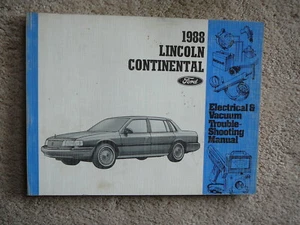 1988
LINCOLN
CONTINENTAL
Ford
Electrical &
Vacuum
Trouble-
Shooting
Manual